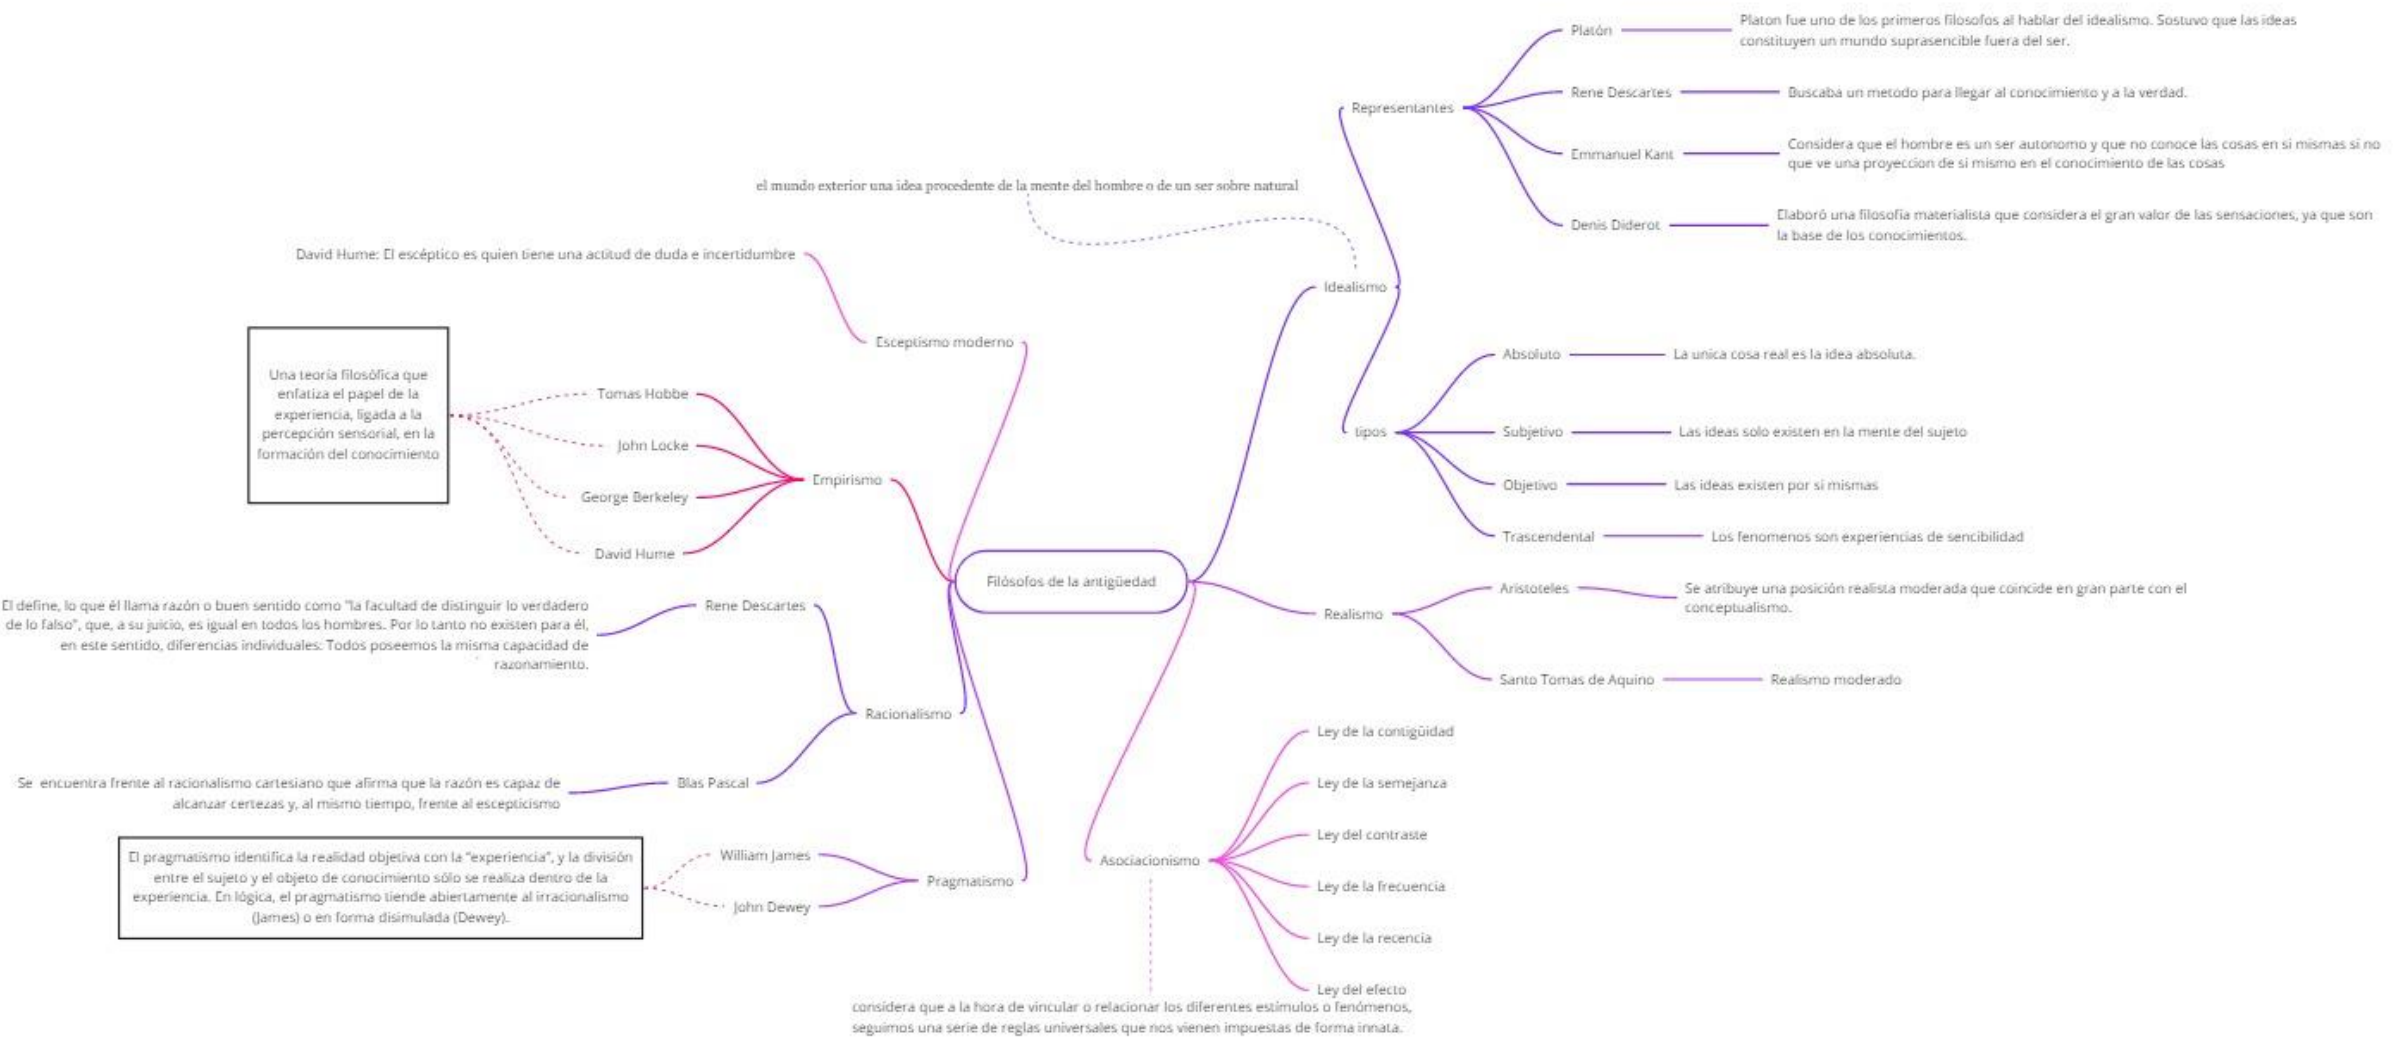 Filósofos de la antigüedad
Idealismo
el mundo exterior una idea procedente de la mente del hombre o de un ser sobre natural
Representantes
Platón
Platon fue uno de los primeros filosofos al hablar del idealismo. Sostuvo que las ideas
constituyen un mundo suprasencible fuera del ser.
Rene Descartes
Buscaba un metodo para llegar al conocimiento y a la verdad.
Emmanuel Kant
Considera que el hombre es un ser autonomo y que no conoce las cosas en si mismas si no
que ve una proyeccion de si mismo en el conocimiento de las cosas
Denis Diderot
Elaboró una filosofía materialista que considera el gran valor de las sensaciones, ya que son
la base de los conocimientos.
tipos
Absoluto
La unica cosa real es la idea absoluta.
Subjetivo
Las ideas solo existen en la mente del sujeto
Objetivo
Las ideas existen por si mismas
Trascendental
Los fenomenos son experiencias de sencibilidad
Realismo
Aristoteles
Se atribuye una posición realista moderada que coincide en gran parte con el
conceptualismo.
Santo Tomas de Aquino
Realismo moderado
Asociacionismo
Ley de la contigüidad
Ley de la semejanza
Ley del contraste
Ley de la frecuencia
Ley de la recencia
Ley del efecto
considera que a la hora de vincular o relacionar los diferentes estímulos o fenómenos,
seguimos una serie de reglas universales que nos vienen impuestas de forma innata.
Esceptismo moderno
David Hume: El escéptico es quien tiene una actitud de duda e incertidumbre
Empirismo
Tomas Hobbe
John Locke
George Berkeley
David Hume
Una teoría filosófica que
enfatiza el papel de la
experiencia, ligada a la
percepción sensorial, en la
formación del conocimiento
Racionalismo
Rene Descartes
El define, lo que él llama razón o buen sentido como "la facultad de distinguir lo verdadero
de lo falso", que, a su juicio, es igual en todos los hombres. Por lo tanto no existen para él,
en este sentido, diferencias individuales: Todos poseemos la misma capacidad de
razonamiento.
Blas Pascal
Se encuentra frente al racionalismo cartesiano que afirma que la razón es capaz de
alcanzar certezas y, al mismo tiempo, frente al escepticismo
Pragmatismo
William James
John Dewey
El pragmatismo identifica la realidad objetiva con la “experiencia”, y la división
entre el sujeto y el objeto de conocimiento sólo se realiza dentro de la
experiencia. En lógica, el pragmatismo tiende abiertamente al irracionalismo
(James) o en forma disimulada (Dewey).